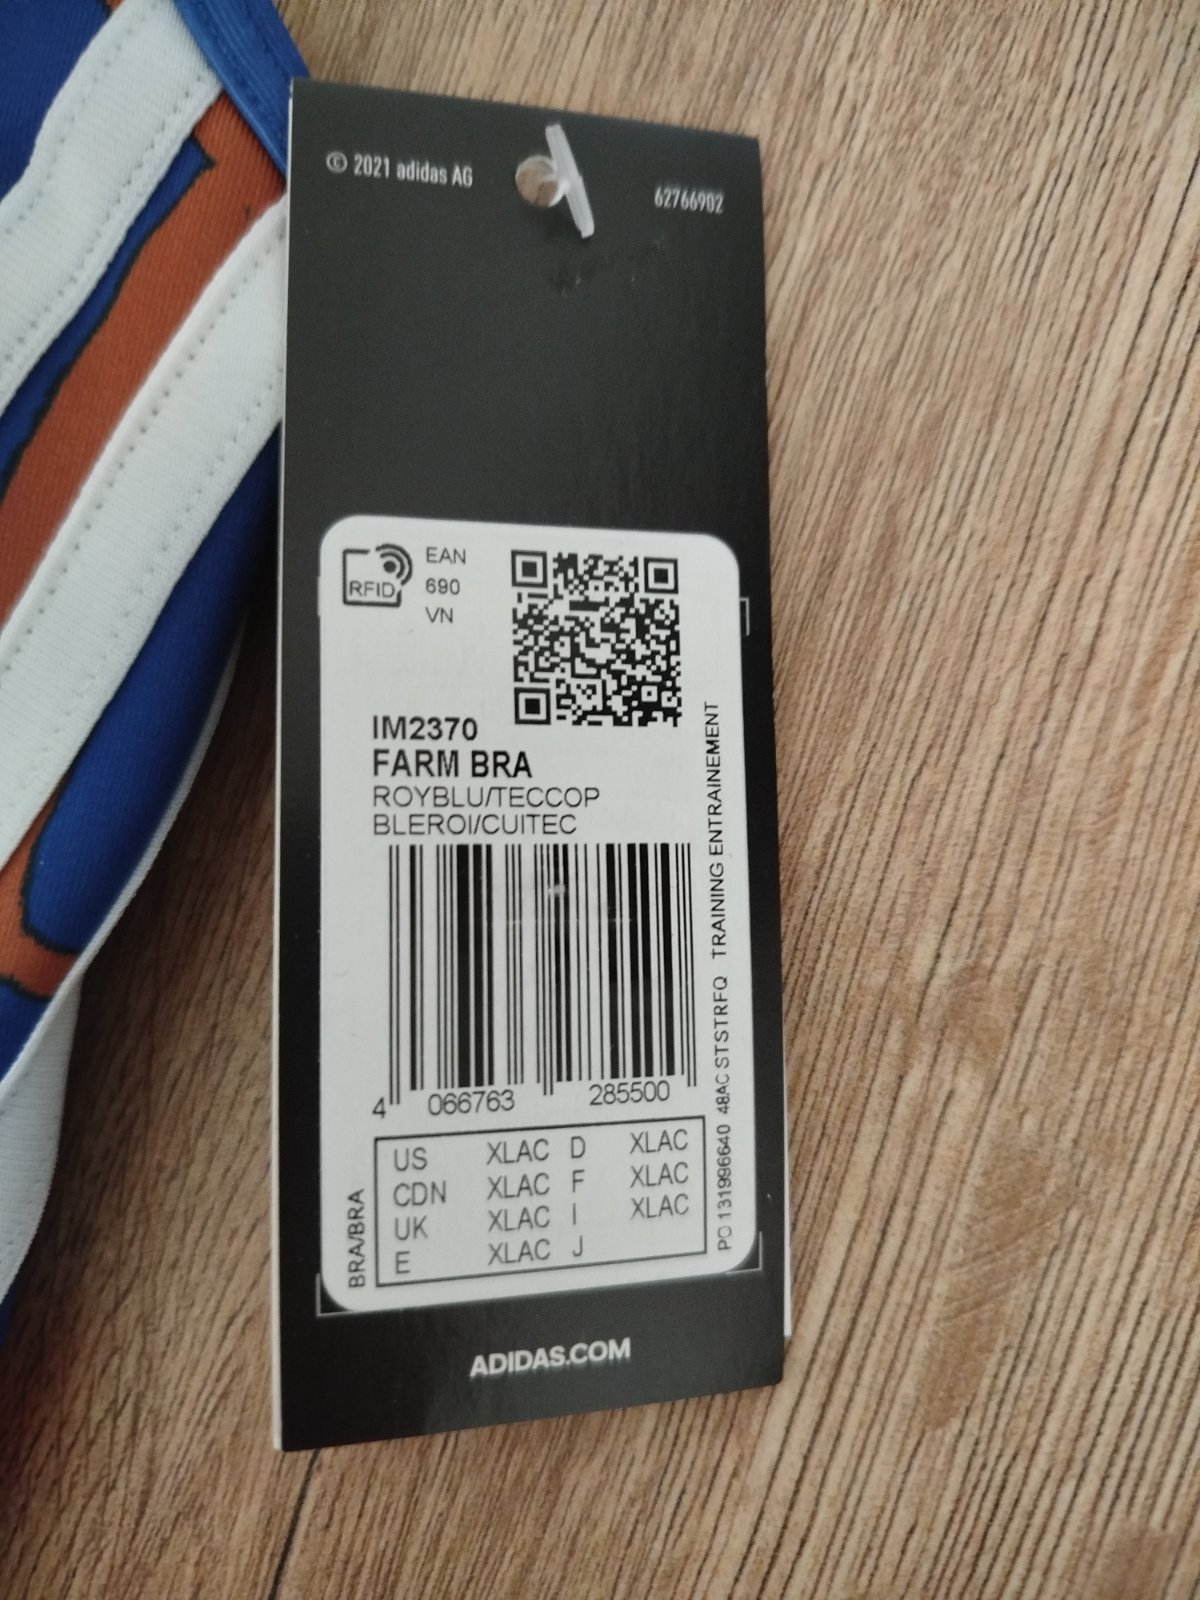 © 2021 adidas AG
62766902
RFID
EAN
690
VN
IM2370
FARM BRA
ROYBLU/TECCOP
BLEROI/CUITEC
4 066763 285500
US XLAC D XLAC
CDN XLAC F XLAC
UK XLAC I XLAC
E XLAC J
BRA/BRA
PO 131996640 48AC STSTRFQ TRAINING ENTRAINEMENT
ADIDAS.COM